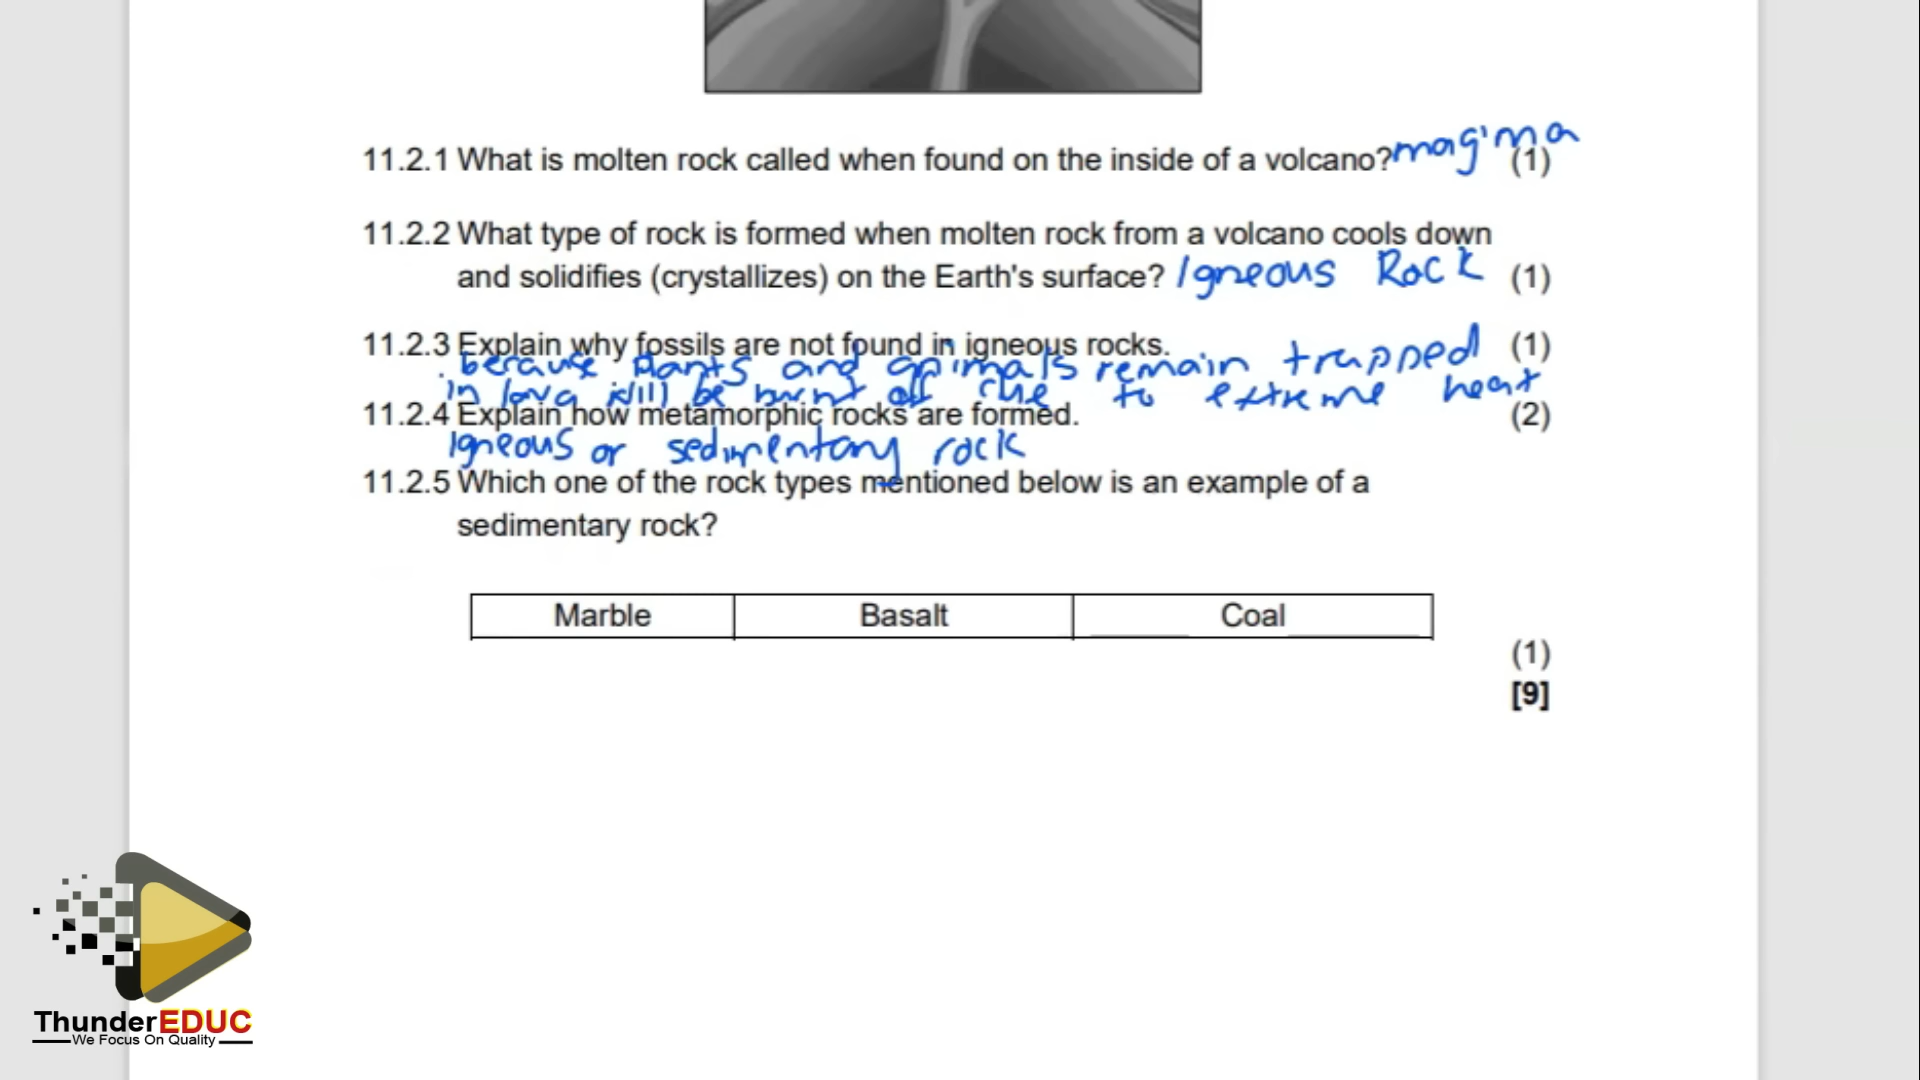 11.2.1 What is molten rock called when found on the inside of a volcano? magma (1)
11.2.2 What type of rock is formed when molten rock from a volcano cools down
and solidifies (crystallizes) on the Earth's surface? Igneous Rock (1)
11.2.3 Explain why fossils are not found in igneous rocks. (1)
because plants and animals remain trapped
in lava will be burnt off due to extreme heat
11.2.4 Explain how metamorphic rocks are formed. (2)
Igneous or sedimentary rock
11.2.5 Which one of the rock types mentioned below is an example of a
sedimentary rock?
Marble Basalt Coal
(1)
[9]
ThunderEDUC
We Focus On Quality